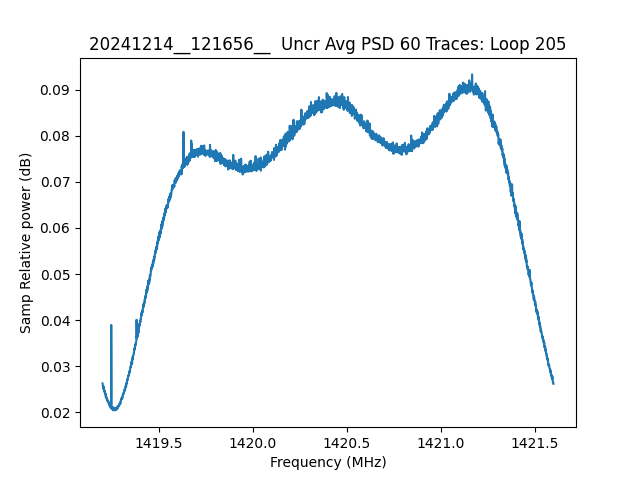 20241214__121656__  Uncr Avg PSD 60 Traces: Loop 205
Samp Relative power (dB)
0.09
0.08
0.07
0.06
0.05
0.04
0.03
0.02
1419.5 1420.0 1420.5 1421.0 1421.5
Frequency (MHz)